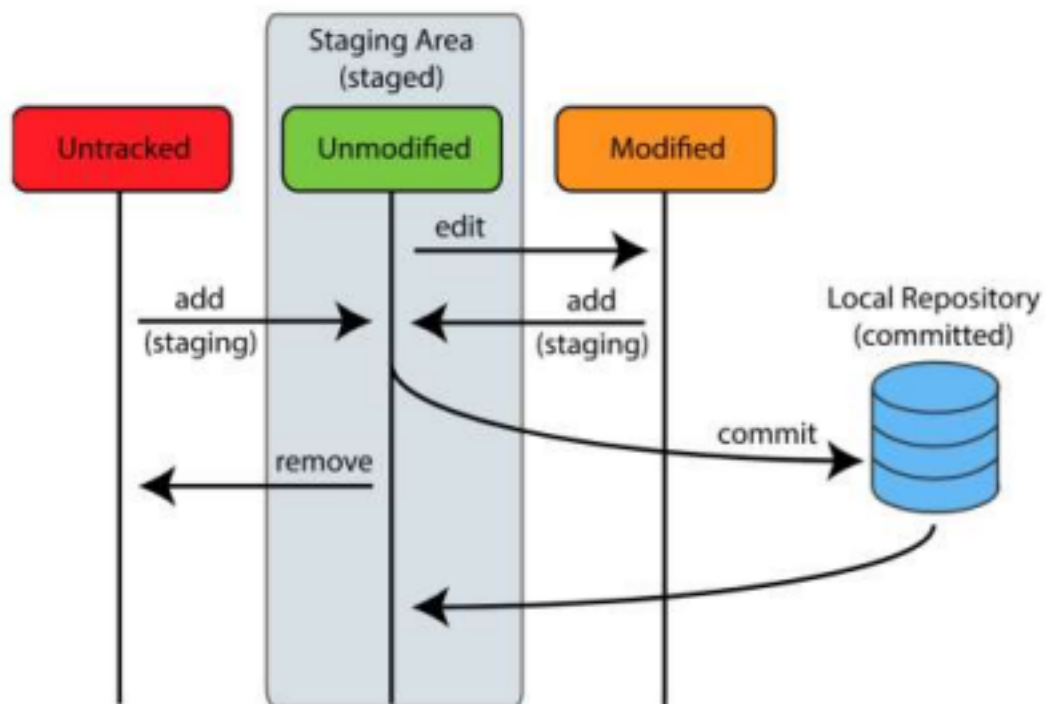 Staging Area
(staged)
Untracked
Unmodified
Modified
edit
add
(staging)
add
(staging)
Local Repository
(committed)
commit
remove